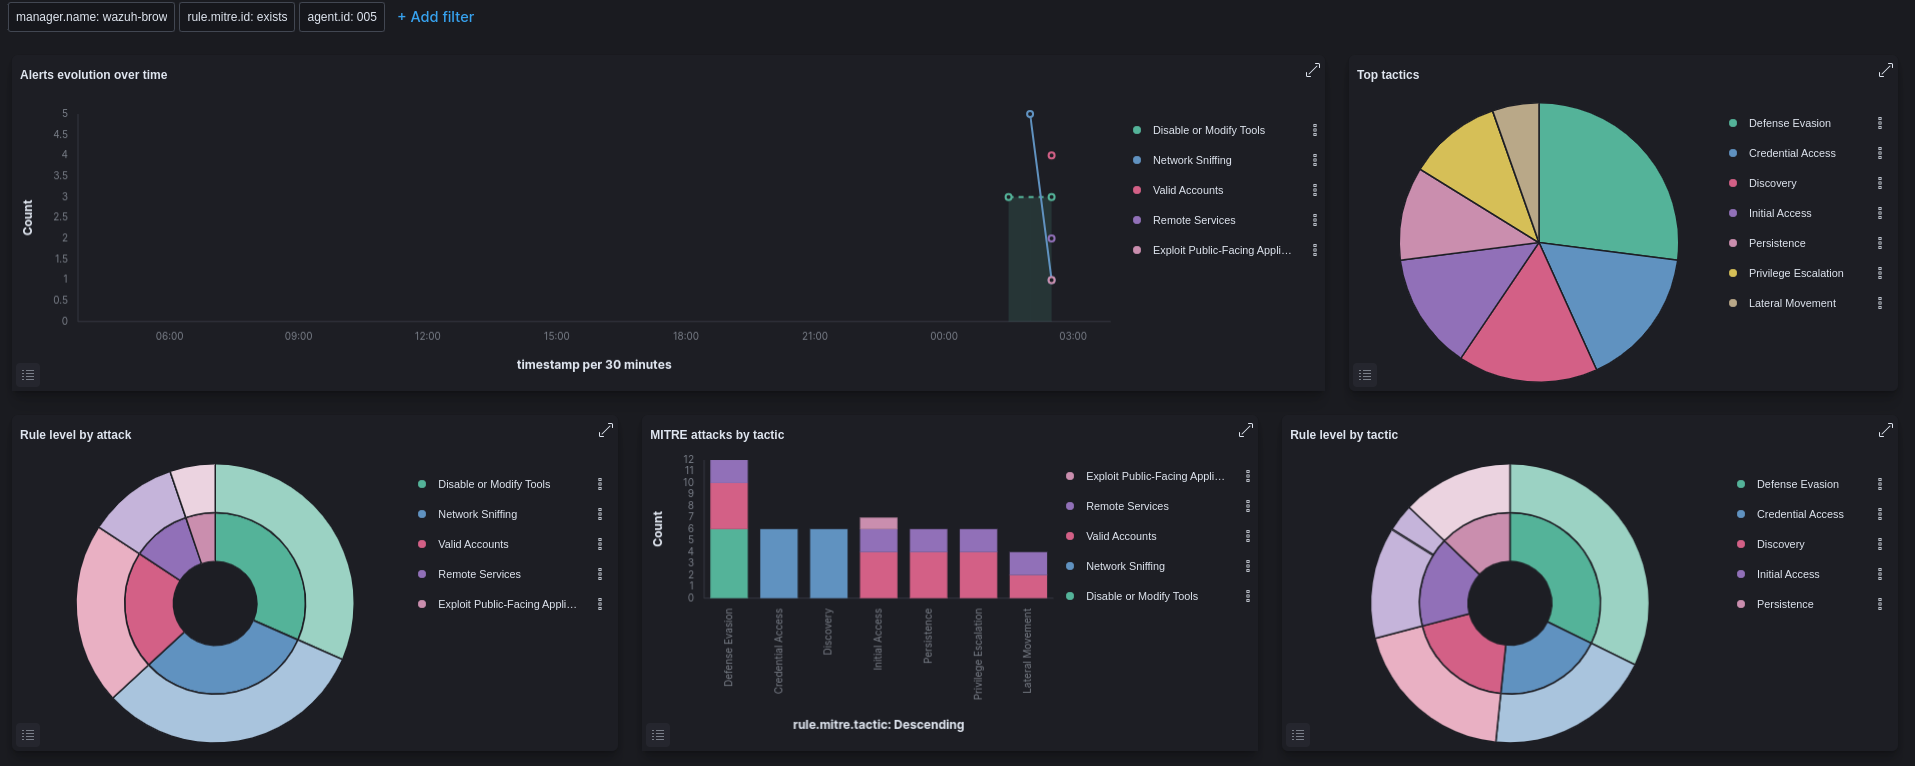 manager.name: wazuh-brow
rule.mitre.id: exists
agent.id: 005
+ Add filter
Alerts evolution over time
Count
5
4.5
4
3.5
3
2.5
2
1.5
1
0.5
0
06:00
09:00
12:00
15:00
18:00
21:00
00:00
03:00
timestamp per 30 minutes
Disable or Modify Tools
Network Sniffing
Valid Accounts
Remote Services
Exploit Public-Facing Appli...
Top tactics
Defense Evasion
Credential Access
Discovery
Initial Access
Persistence
Privilege Escalation
Lateral Movement
Rule level by attack
Disable or Modify Tools
Network Sniffing
Valid Accounts
Remote Services
Exploit Public-Facing Appli...
MITRE attacks by tactic
Count
12
11
10
9
8
7
6
5
4
3
2
1
0
Defense Evasion
Credential Access
Discovery
Initial Access
Persistence
Privilege Escalation
Lateral Movement
rule.mitre.tactic: Descending
Exploit Public-Facing Appli...
Remote Services
Valid Accounts
Network Sniffing
Disable or Modify Tools
Rule level by tactic
Defense Evasion
Credential Access
Discovery
Initial Access
Persistence